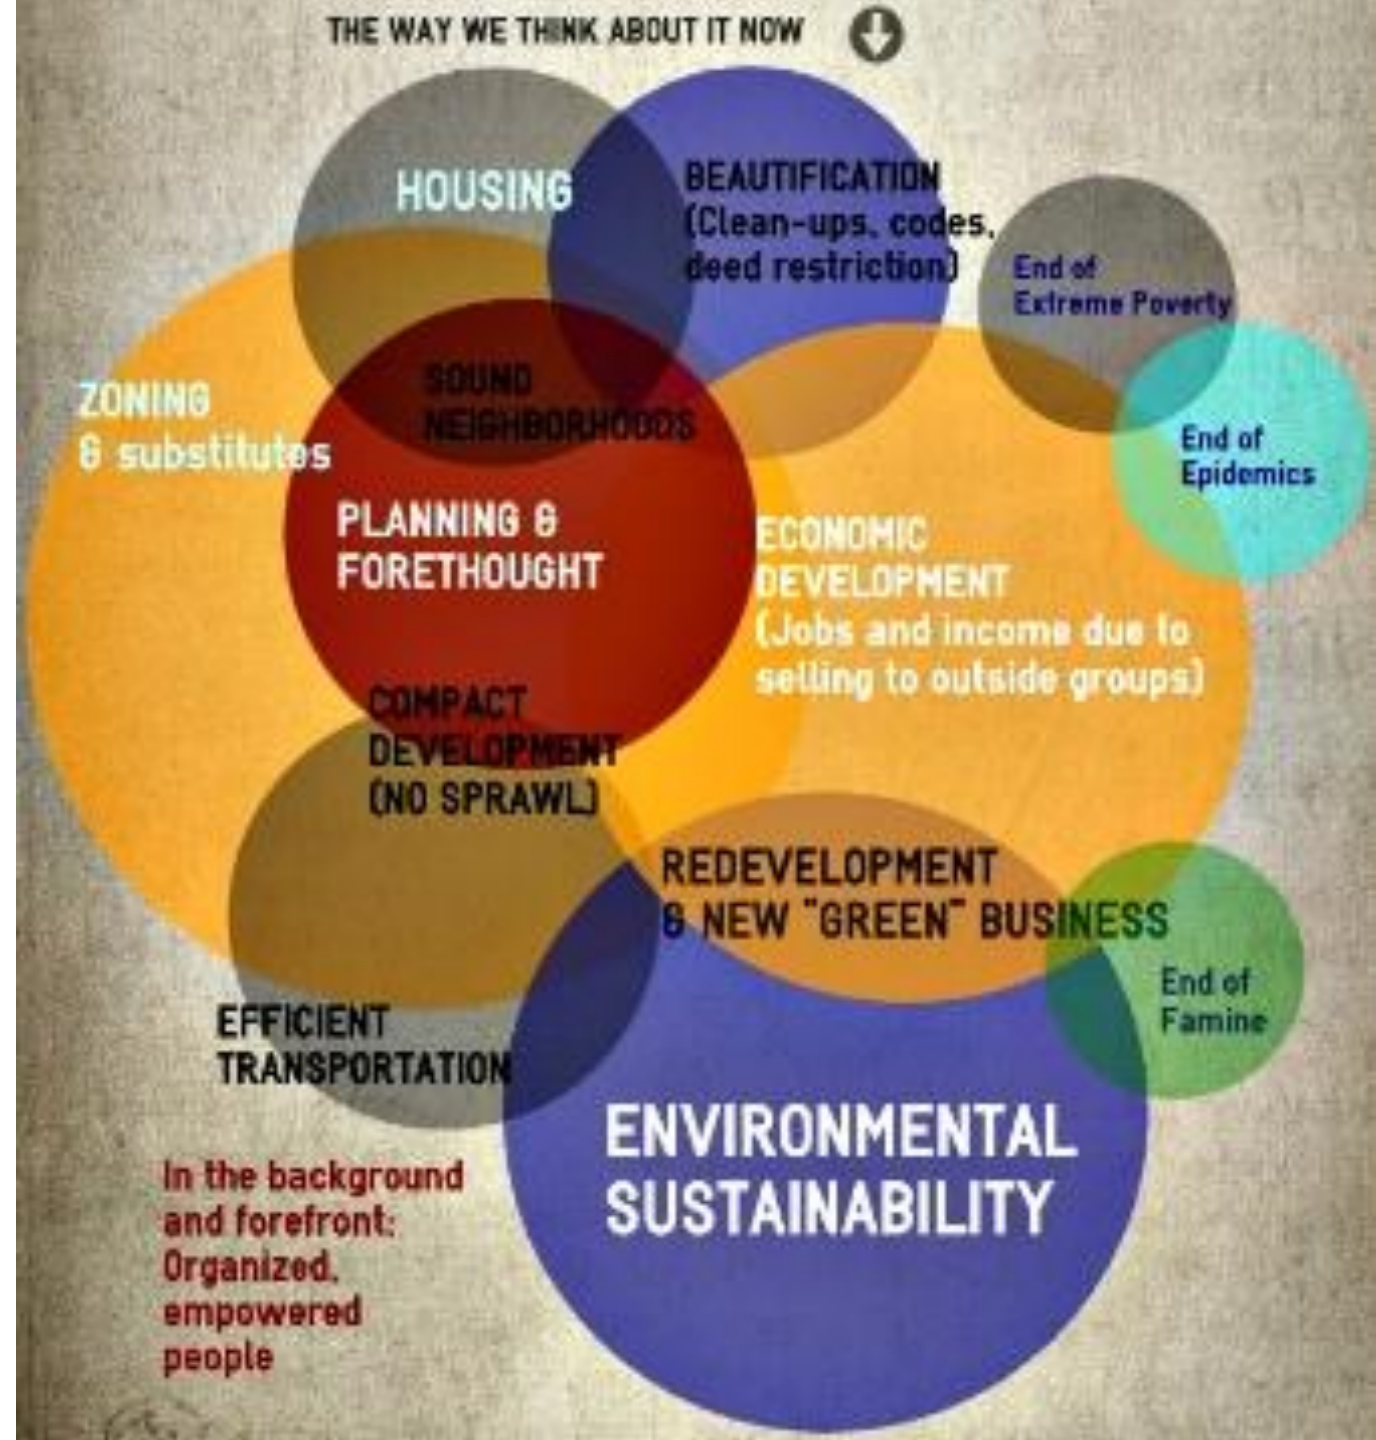 THE WAY WE THINK ABOUT IT NOW
HOUSING
BEAUTIFICATION
(Clean-ups, codes,
deed restriction)
End of
Extreme Poverty
SOUND
NEIGHBORHOODS
ZONING
& substitutes
End of
Epidemics
PLANNING &
FORETHOUGHT
ECONOMIC
DEVELOPMENT
(Jobs and income due to
selling to outside groups)
COMPACT
DEVELOPMENT
(NO SPRAWL)
REDEVELOPMENT
& NEW "GREEN" BUSINESS
End of
Famine
EFFICIENT
TRANSPORTATION
ENVIRONMENTAL
SUSTAINABILITY
In the background
and forefront:
Organized,
empowered
people